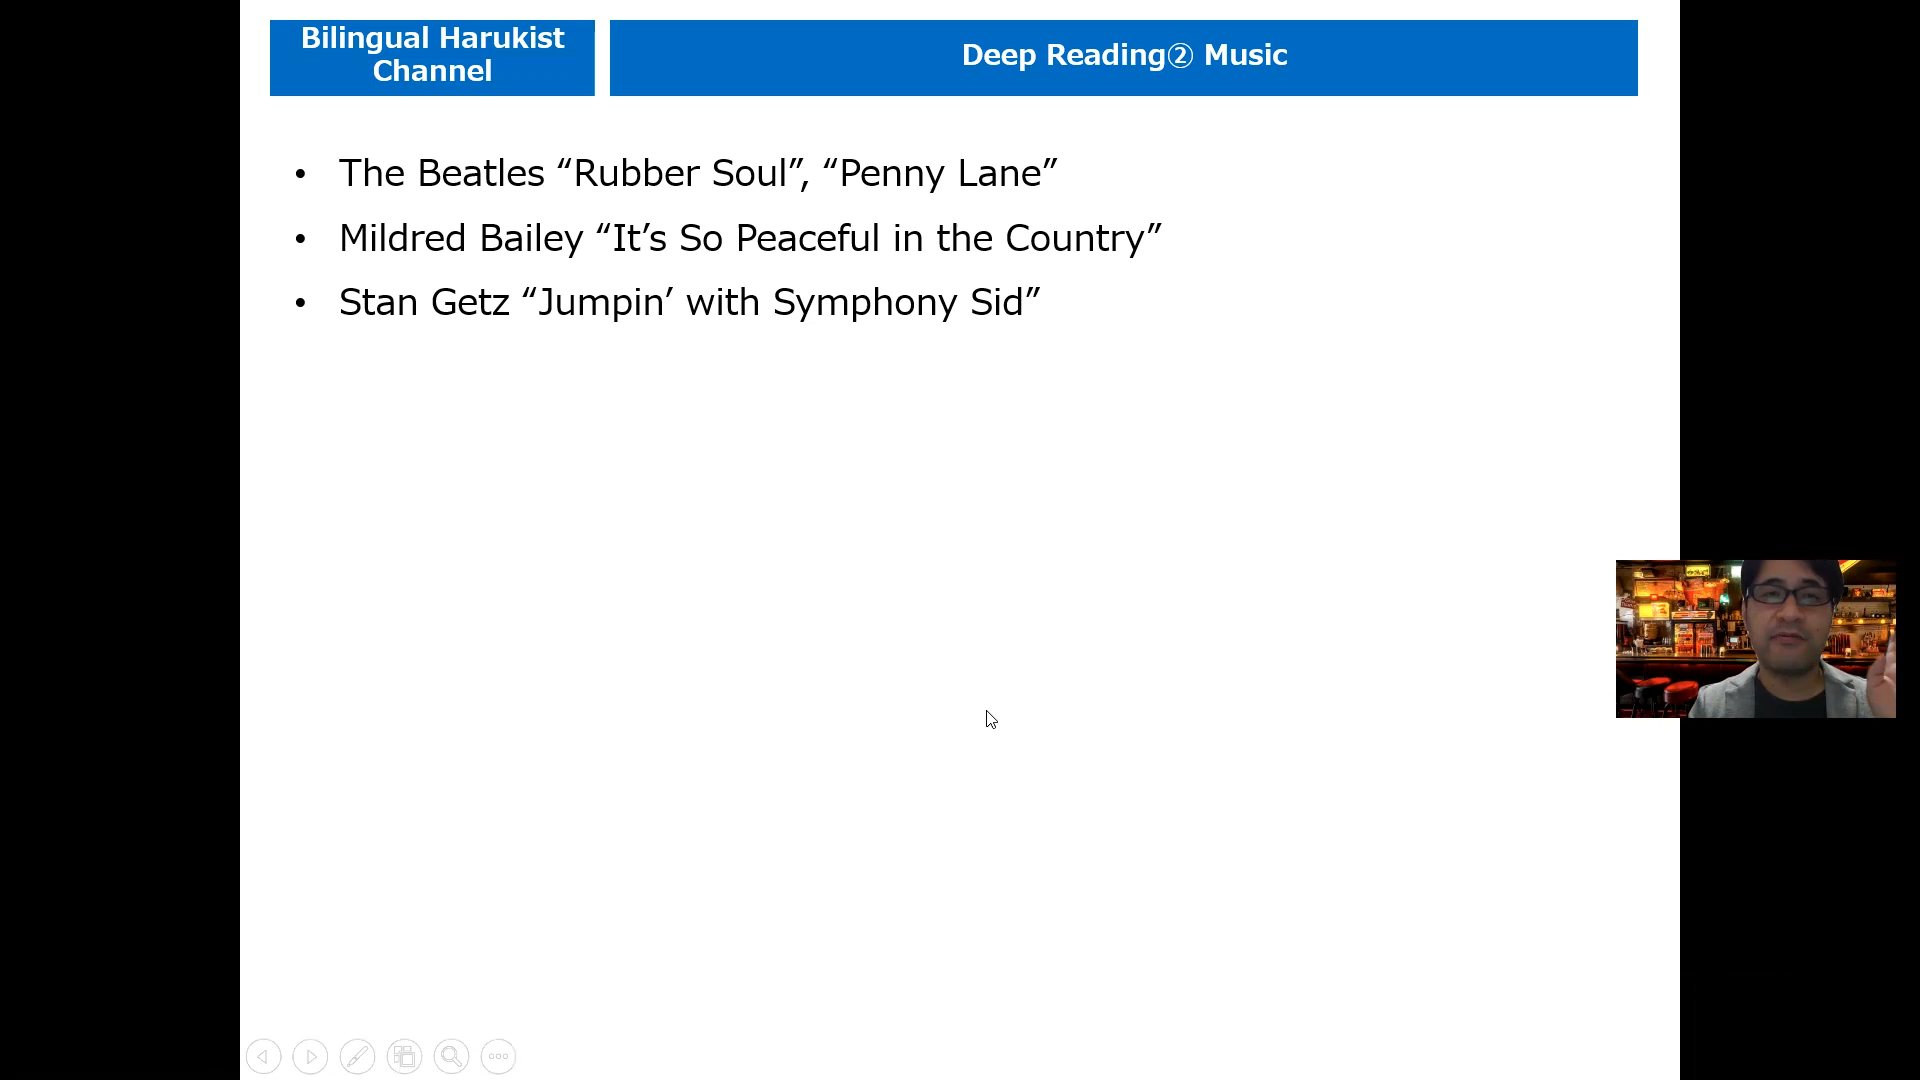 Bilingual Harukist
Channel
Deep Reading② Music
• The Beatles “Rubber Soul”, “Penny Lane”
• Mildred Bailey “It’s So Peaceful in the Country”
• Stan Getz “Jumpin’ with Symphony Sid”